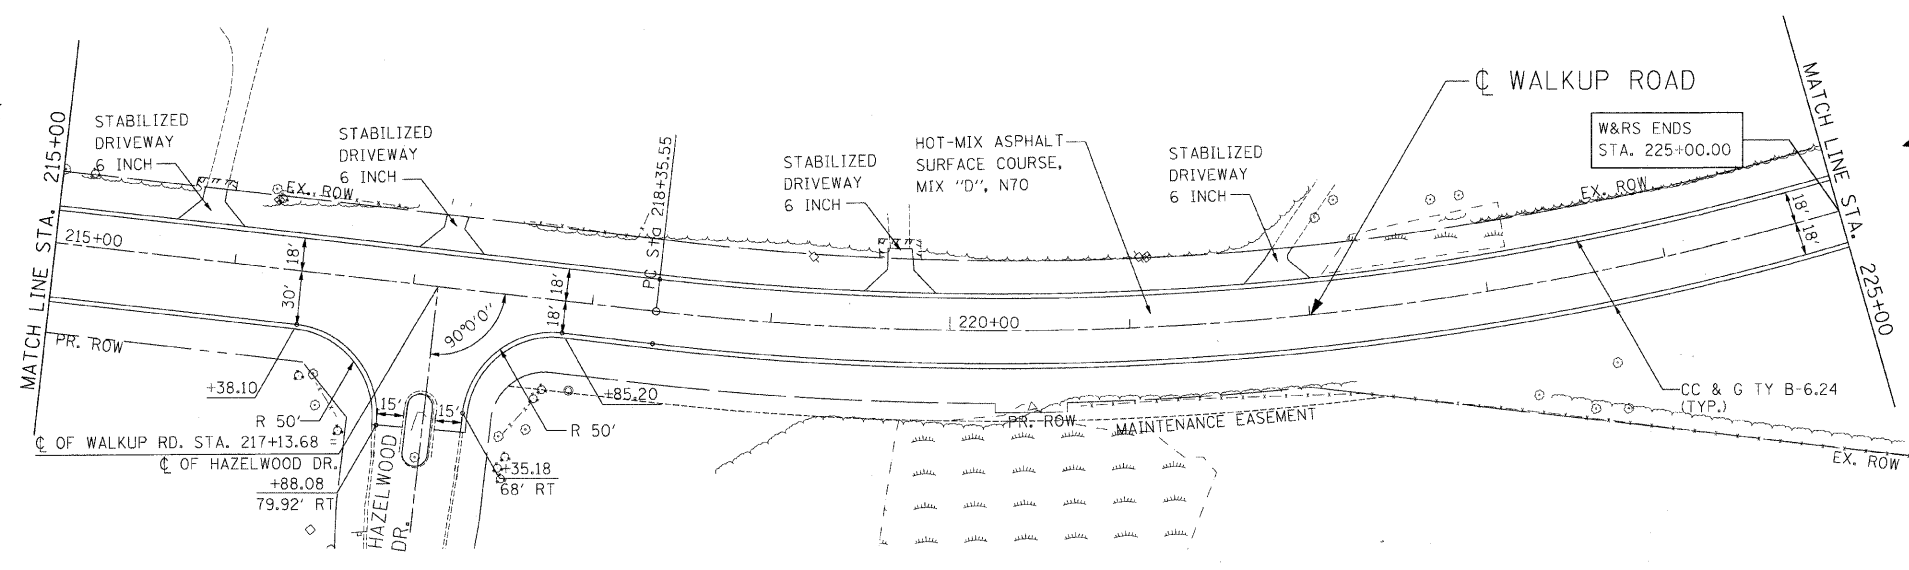 MATCH LINE STA. 215+00
STABILIZED
DRIVEWAY
6 INCH
STABILIZED
DRIVEWAY
6 INCH
EX. ROW
PC Sta 218+35.55
STABILIZED
DRIVEWAY
6 INCH
HOT-MIX ASPHALT
SURFACE COURSE,
MIX "D", N70
STABILIZED
DRIVEWAY
6 INCH
℄ WALKUP ROAD
W&RS ENDS
STA. 225+00.00
MATCH LINE STA. 225+00
EX. ROW
215+00
18'
30'
18'
18'
90°0'0"
220+00
18'
18'
PR. ROW
+38.10
R 50'
15'
15'
+85.20
R 50'
℄ OF WALKUP RD. STA. 217+13.68 =
℄ OF HAZELWOOD DR.
+88.08
79.92' RT
+35.18
68' RT
HAZELWOOD
DR.
PR. ROW
MAINTENANCE EASEMENT
CC & G TY B-6.24
(TYP.)
EX. ROW